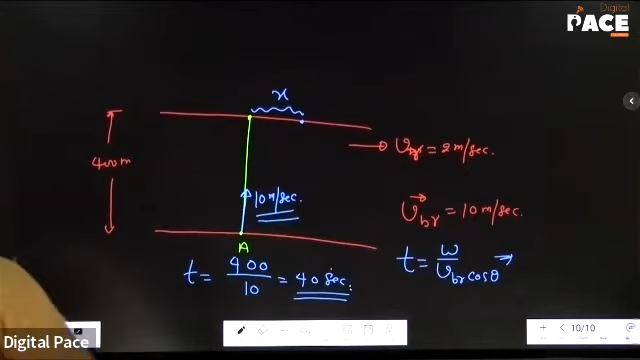 Digital
PACE
x
400m
v_br = 2 m/sec.
10 m/sec.
v_br = 10 m/sec.
A
t = 400/10 = 40 sec.
t = w/v_br cosθ
10/10
Digital Pace